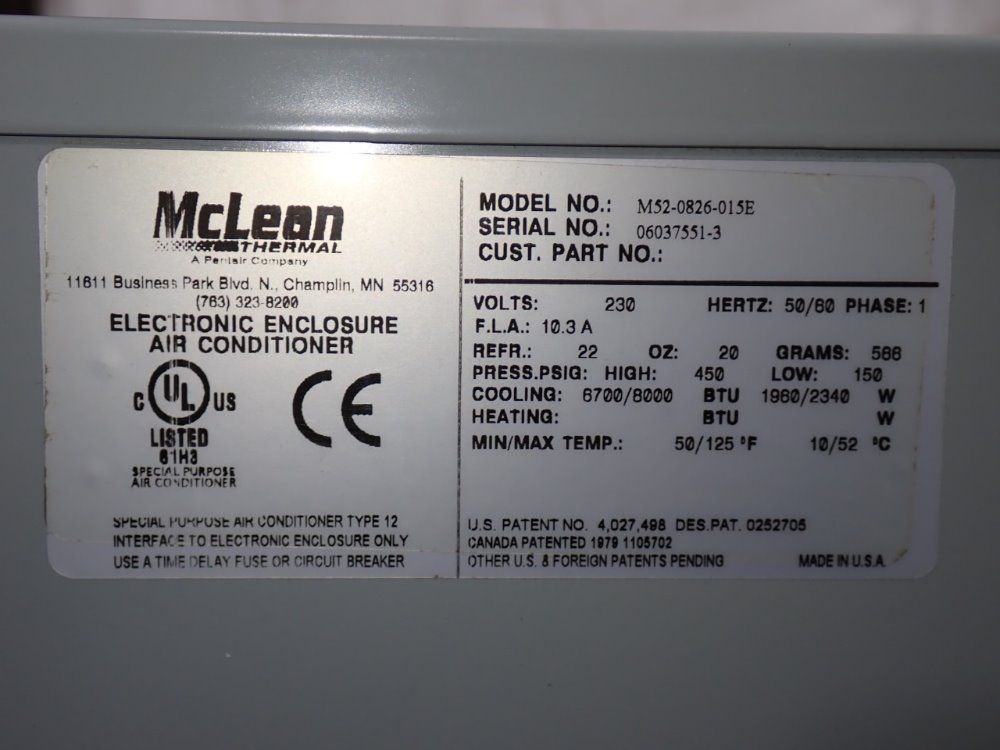 McLean
THERMAL
A Pentair Company
11611 Business Park Blvd. N., Champlin, MN 55316
(763) 323-8200
ELECTRONIC ENCLOSURE
AIR CONDITIONER
C UL US
LISTED
61H3
SPECIAL PURPOSE
AIR CONDITIONER
CE
SPECIAL PURPOSE AIR CONDITIONER TYPE 12
INTERFACE TO ELECTRONIC ENCLOSURE ONLY
USE A TIME DELAY FUSE OR CIRCUIT BREAKER
MODEL NO.: M52-0826-015E
SERIAL NO.: 06037551-3
CUST. PART NO.:
VOLTS: 230 HERTZ: 50/60 PHASE: 1
F.L.A.: 10.3 A
REFR.: 22 OZ: 20 GRAMS: 566
PRESS.PSIG: HIGH: 450 LOW: 150
COOLING: 6700/8000 BTU 1960/2340 W
HEATING: BTU W
MIN/MAX TEMP.: 50/125 °F 10/52 °C
U.S. PATENT NO. 4,027,498 DES.PAT. 0252705
CANADA PATENTED 1979 1105702
OTHER U.S. & FOREIGN PATENTS PENDING MADE IN U.S.A.